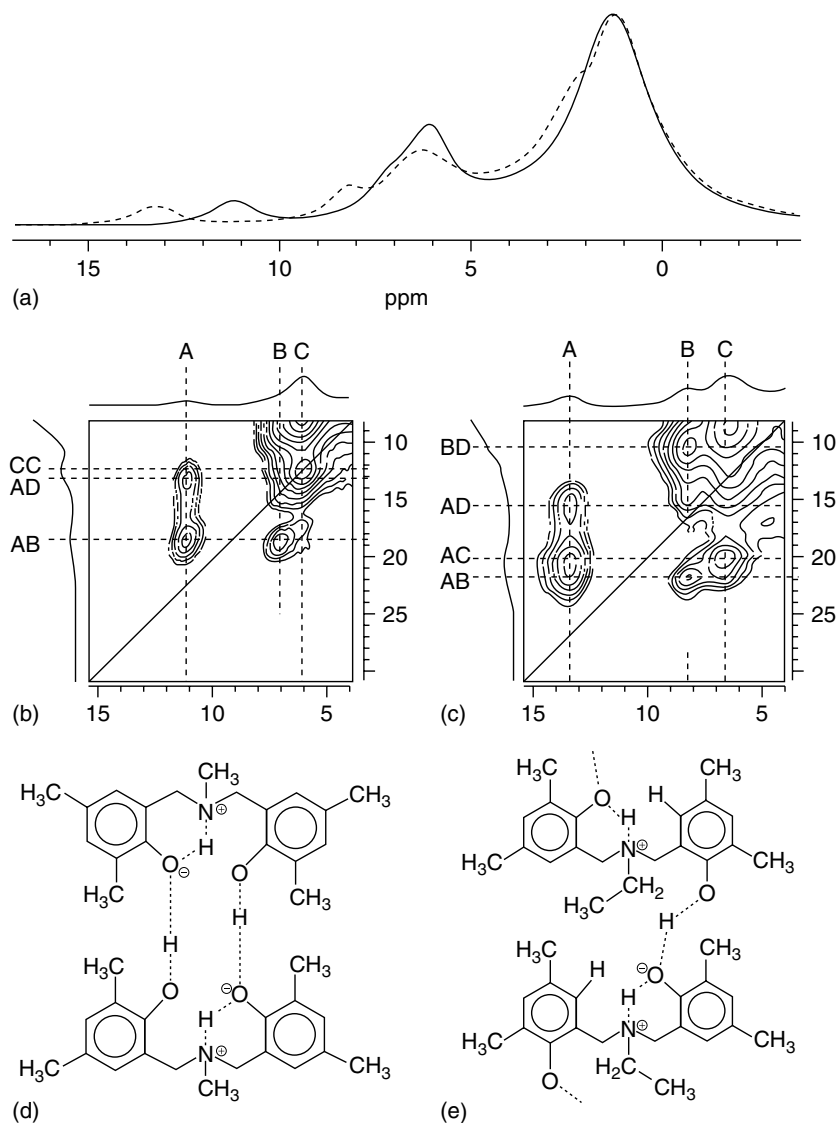 15 10 5 0
ppm
(a)
A B C
A B C
CC
AD
AB
10
15
20
25
BD
AD
AC
AB
10
15
20
25
15 10 5
15 10 5
(b)
(c)
CH₃
H₃C
N⊕
CH₃
H
O⊖
O
H₃C
CH₃
H
H
H₃C
O
⊖O
CH₃
H
N⊕
CH₃
CH₃
CH₃
(d)
H₃C
O
H
H
CH₃
H₃C
N⊕
CH₃
CH₂
H₃C
O
H
H₃C
H
⊖O
CH₃
H
H₃C
N⊕
CH₃
O
H₂C
CH₃
(e)